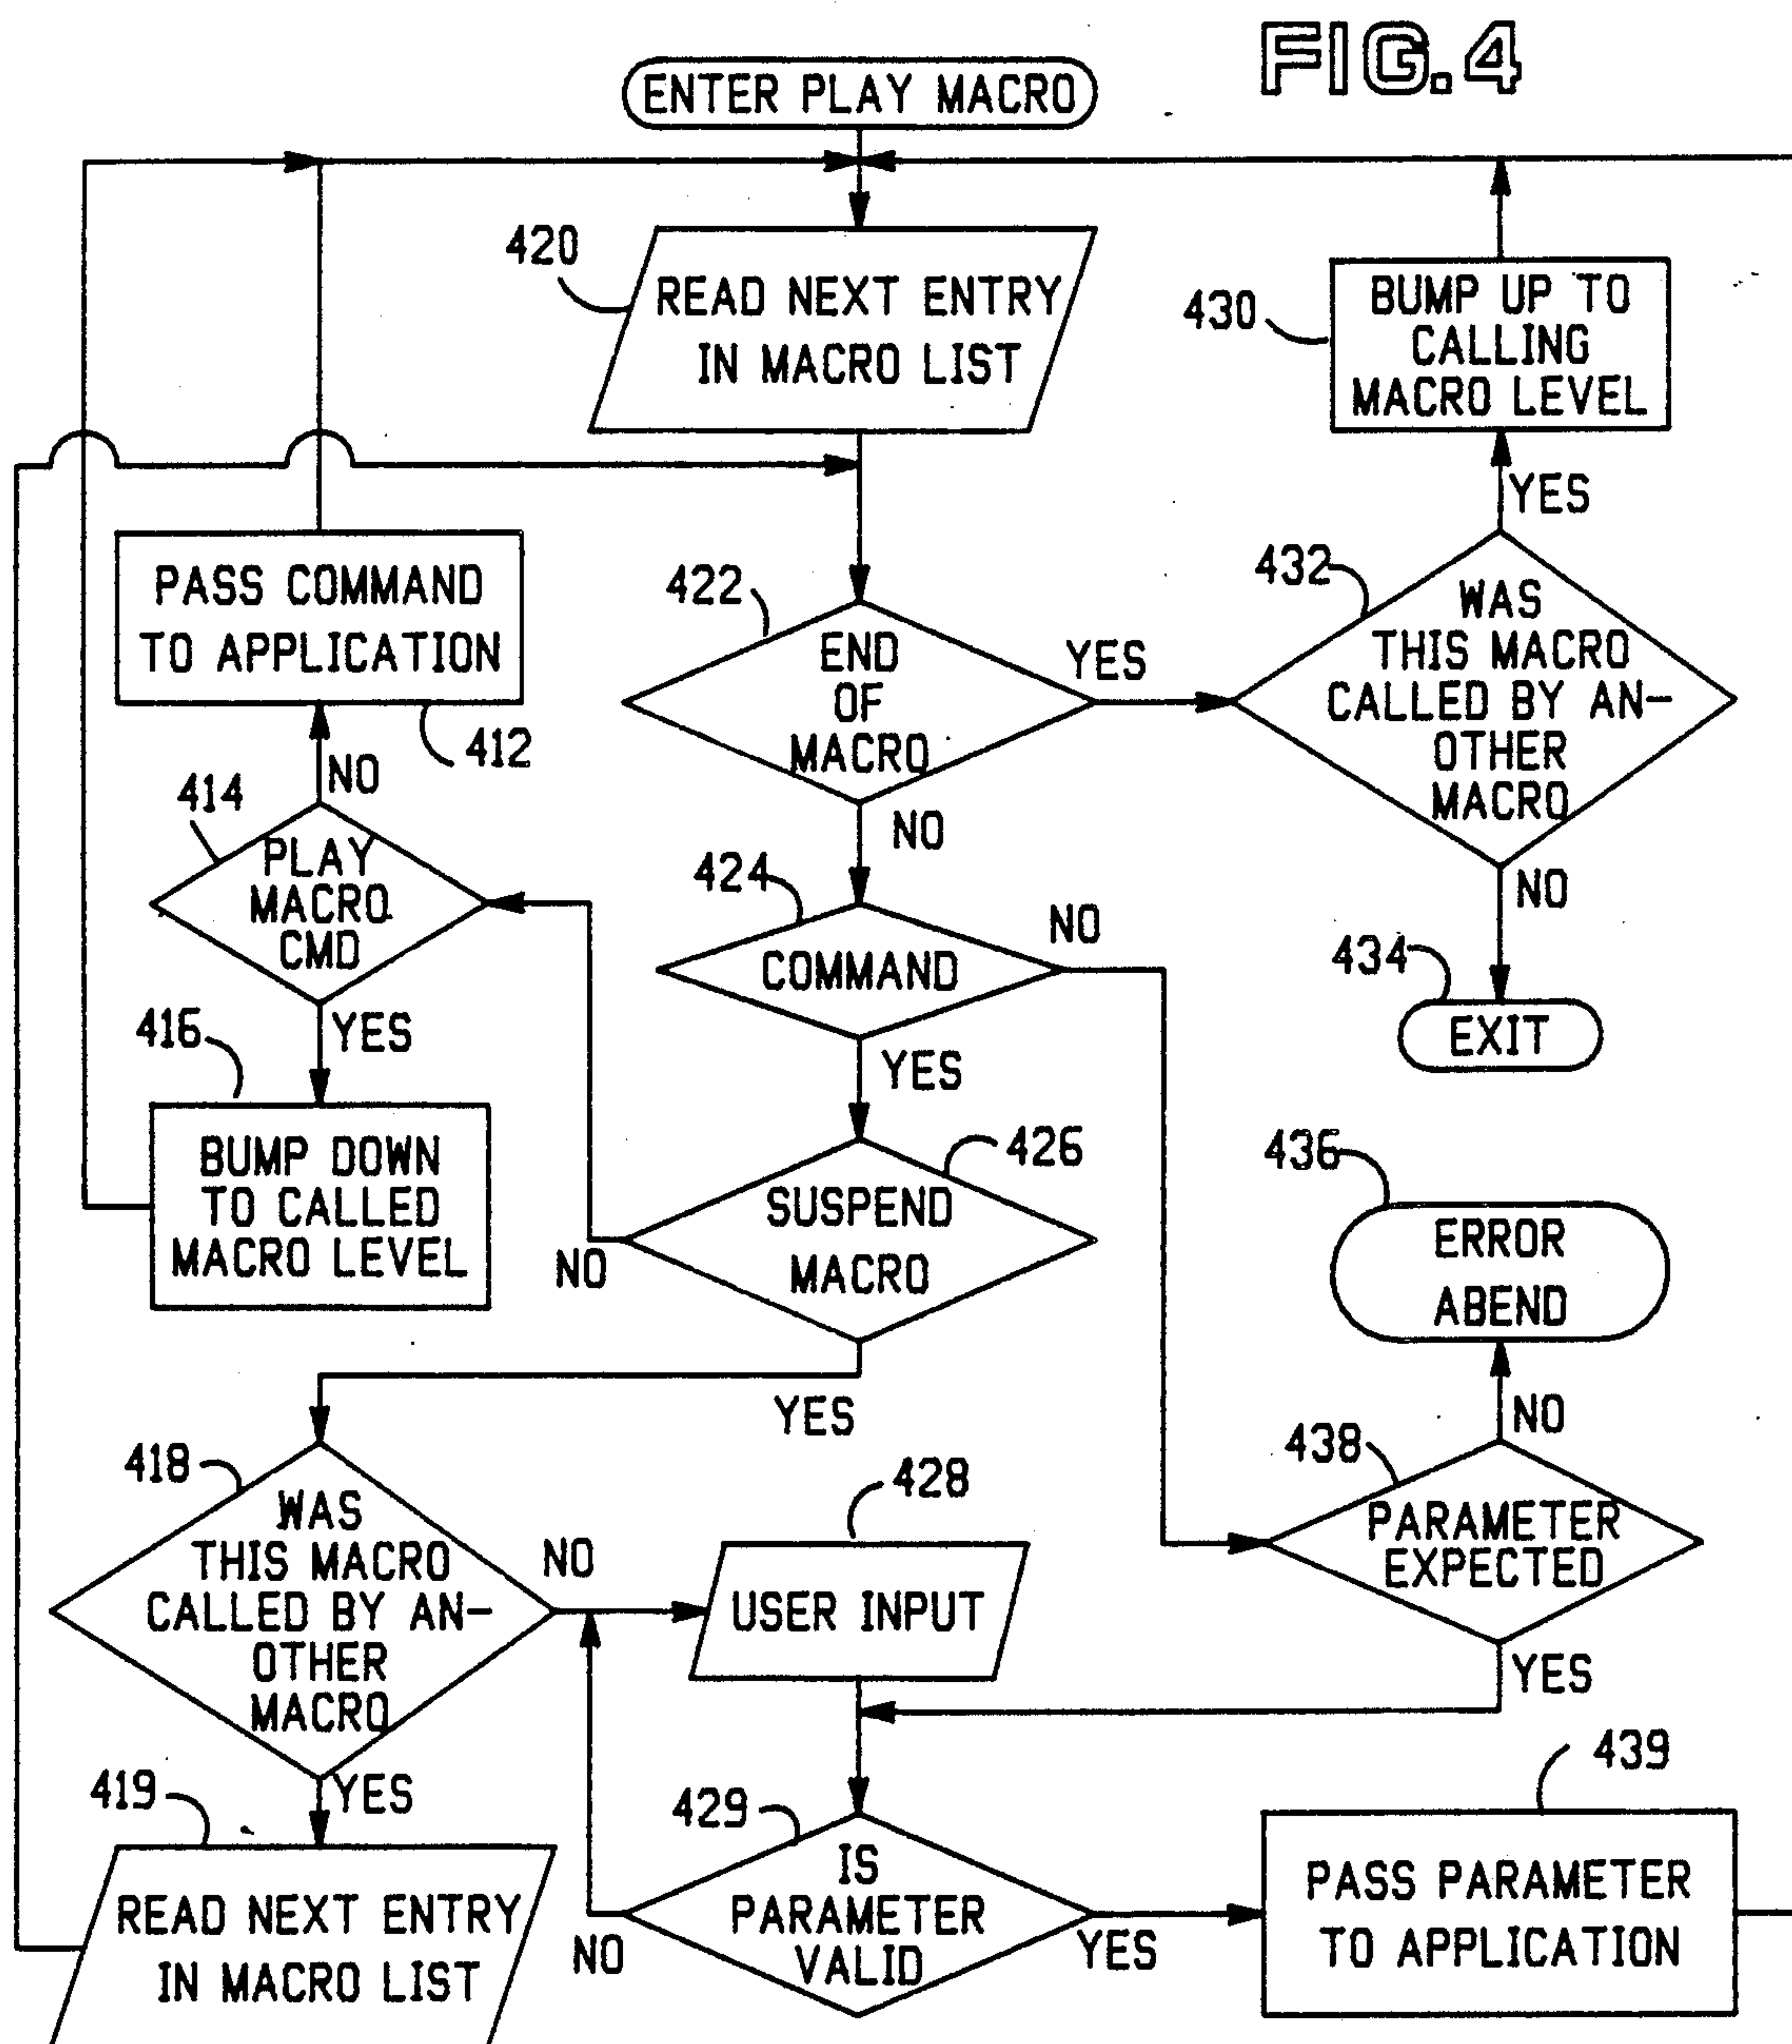 FIG. 4
ENTER PLAY MACRO
420
READ NEXT ENTRY
IN MACRO LIST
430
BUMP UP TO
CALLING
MACRO LEVEL
YES
PASS COMMAND
TO APPLICATION
412
422
END
OF
MACRO
YES
432
WAS
THIS MACRO
CALLED BY AN-
OTHER
MACRO
NO
414
PLAY
MACRO
CMD
NO
424
COMMAND
NO
NO
434
EXIT
YES
416
BUMP DOWN
TO CALLED
MACRO LEVEL
YES
426
SUSPEND
MACRO
NO
436
ERROR
ABEND
YES
NO
418
WAS
THIS MACRO
CALLED BY AN-
OTHER
MACRO
NO
428
USER INPUT
438
PARAMETER
EXPECTED
YES
YES
419
READ NEXT ENTRY
IN MACRO LIST
429
IS
PARAMETER
VALID
NO
YES
439
PASS PARAMETER
TO APPLICATION